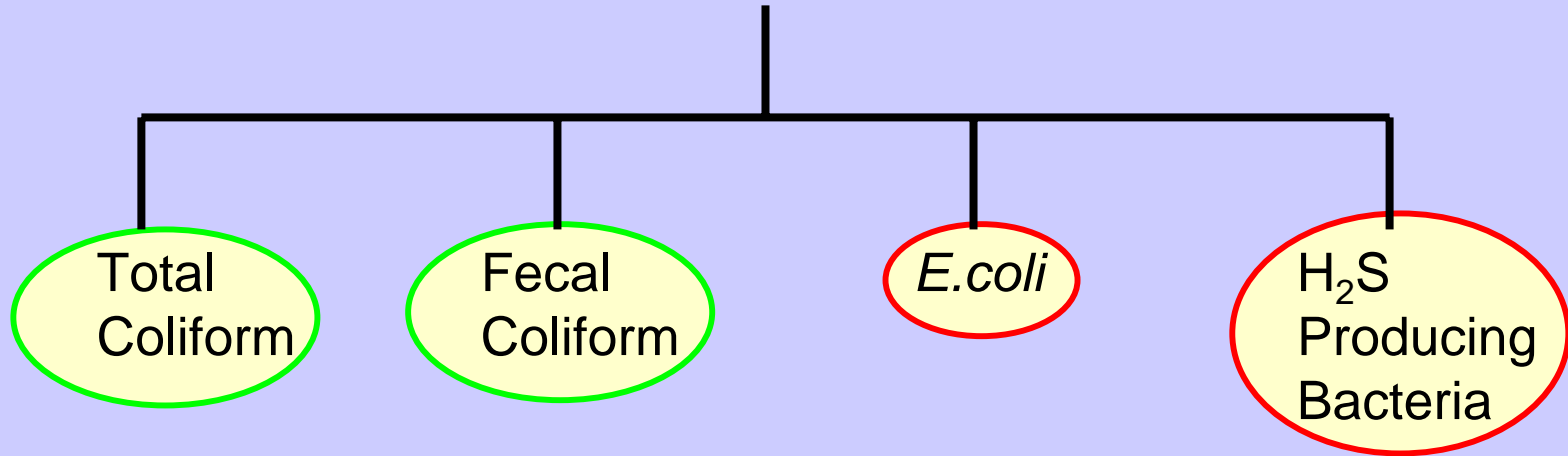 Total
Coliform
Fecal
Coliform
E.coli
H₂S
Producing
Bacteria